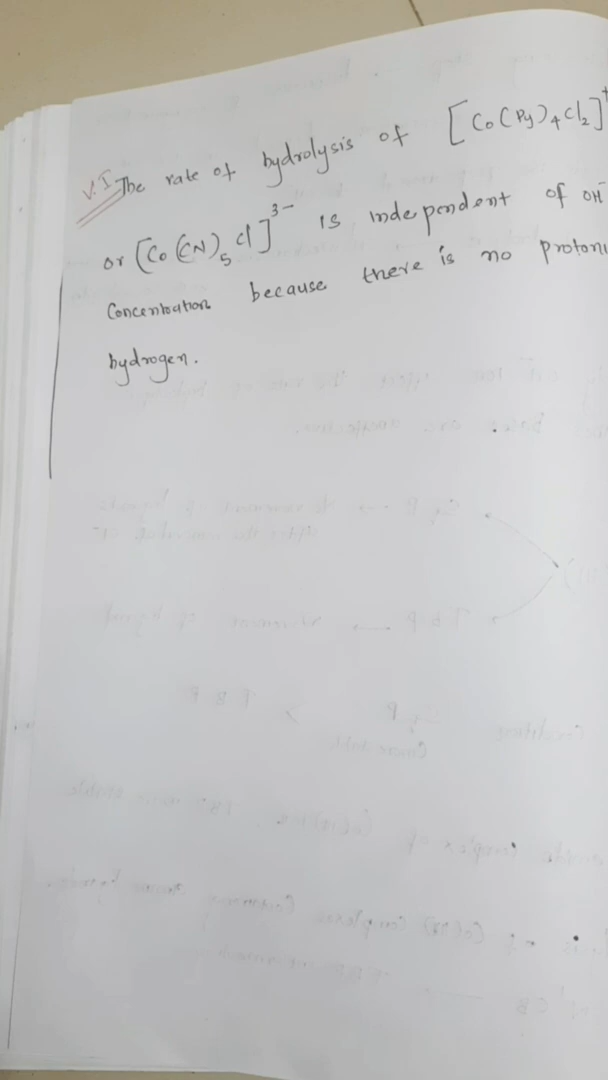 V.I The rate of hydrolysis of [Co(Py)4Cl2]+
or [Co(CN)5Cl]3- is independent of OH-
Concentration because there is no protoni
hydrogen.